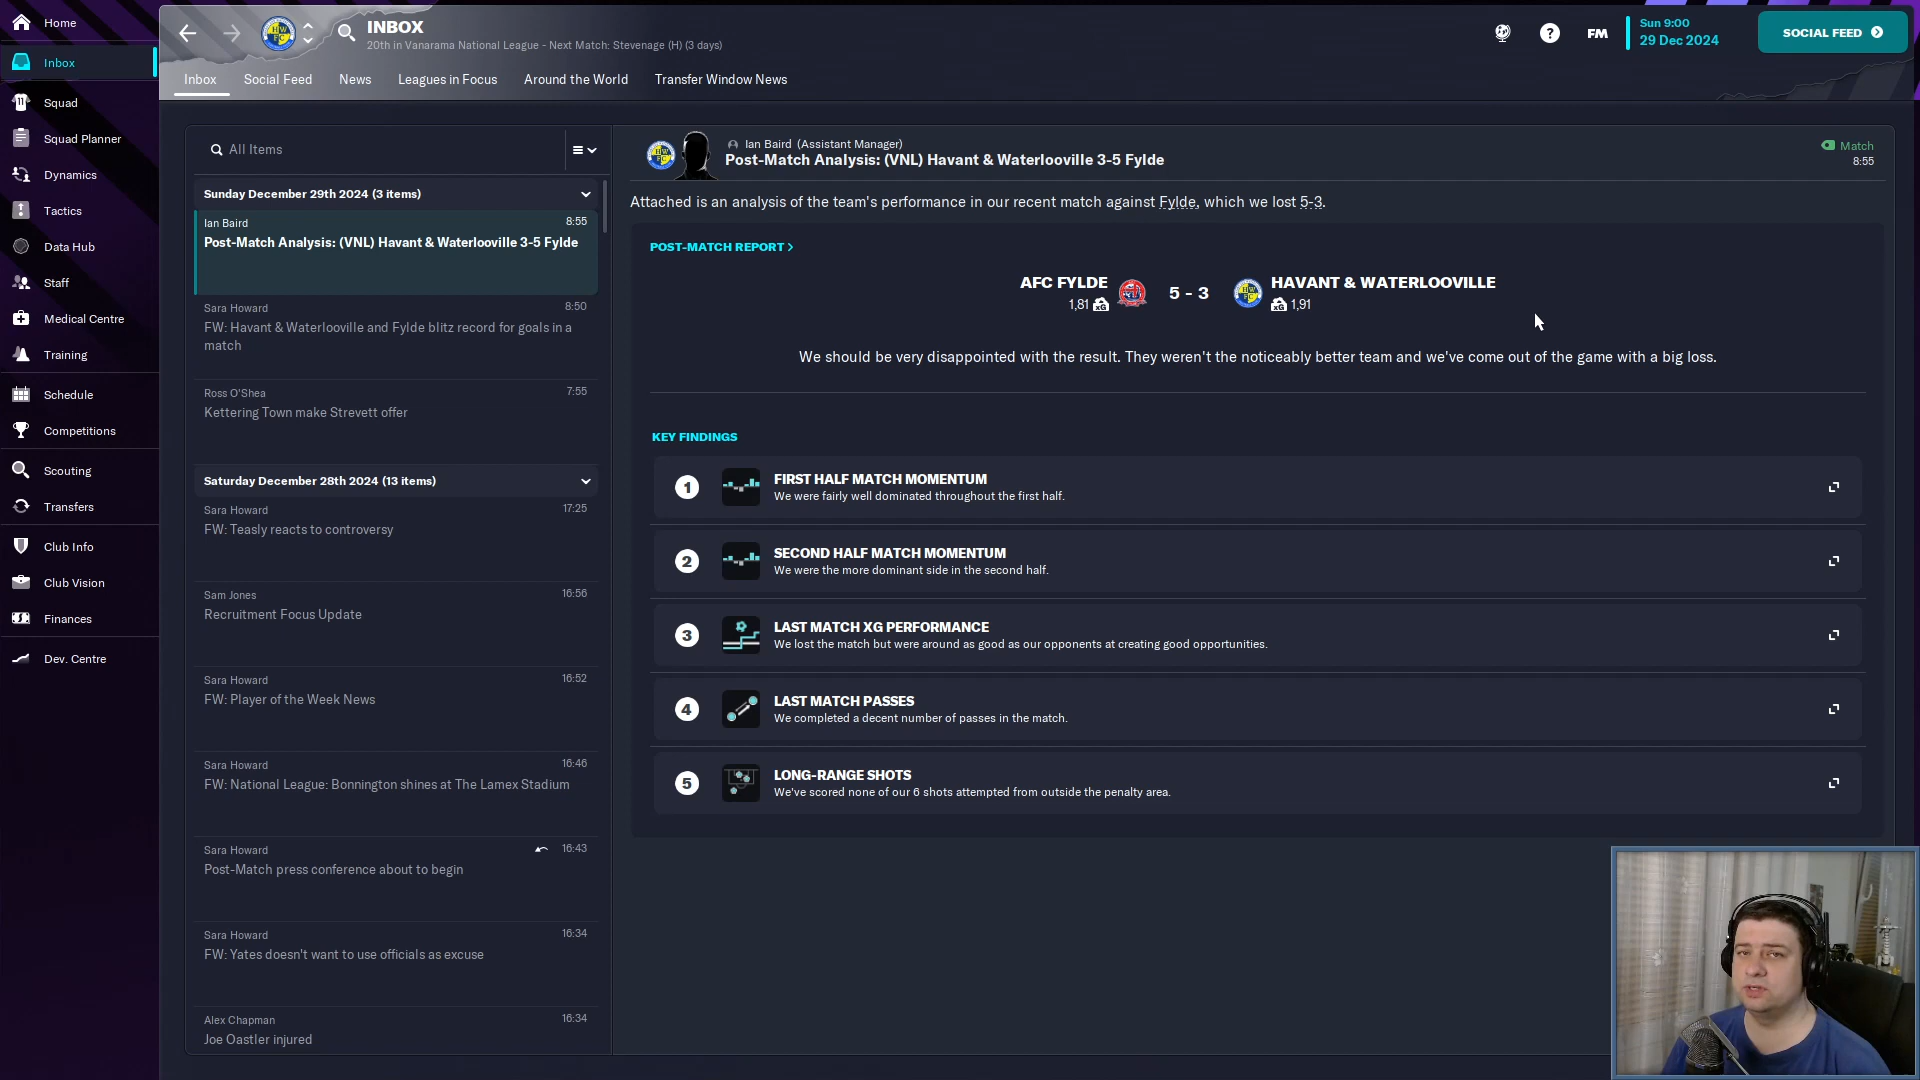 Home
Inbox
Squad
Squad Planner
Dynamics
Tactics
Data Hub
Staff
Medical Centre
Training
Schedule
Competitions
Scouting
Transfers
Club Info
Club Vision
Finances
Dev. Centre
INBOX
20th in Vanarama National League - Next Match: Stevenage (H) (3 days)
?
FM
Sun 9:00
29 Dec 2024
SOCIAL FEED
Inbox
Social Feed
News
Leagues in Focus
Around the World
Transfer Window News
All Items
Sunday December 29th 2024 (3 items)
Ian Baird 8:55
Post-Match Analysis: (VNL) Havant & Waterlooville 3-5 Fylde
Sara Howard 8:50
FW: Havant & Waterlooville and Fylde blitz record for goals in a
match
Ross O'Shea 7:55
Kettering Town make Strevett offer
Saturday December 28th 2024 (13 items)
Sara Howard 17:25
FW: Teasly reacts to controversy
Sam Jones 16:56
Recruitment Focus Update
Sara Howard 16:52
FW: Player of the Week News
Sara Howard 16:46
FW: National League: Bonnington shines at The Lamex Stadium
Sara Howard 16:43
Post-Match press conference about to begin
Sara Howard 16:34
FW: Yates doesn't want to use officials as excuse
Alex Chapman 16:34
Joe Oastler injured
Ian Baird (Assistant Manager)
Post-Match Analysis: (VNL) Havant & Waterlooville 3-5 Fylde
Match
8:55
Attached is an analysis of the team's performance in our recent match against Fylde, which we lost 5-3.
POST-MATCH REPORT >
AFC FYLDE 5 - 3 HAVANT & WATERLOOVILLE
1,81 xG xG 1,91
We should be very disappointed with the result. They weren't the noticeably better team and we've come out of the game with a big loss.
KEY FINDINGS
1 FIRST HALF MATCH MOMENTUM
We were fairly well dominated throughout the first half.
2 SECOND HALF MATCH MOMENTUM
We were the more dominant side in the second half.
3 LAST MATCH XG PERFORMANCE
We lost the match but were around as good as our opponents at creating good opportunities.
4 LAST MATCH PASSES
We completed a decent number of passes in the match.
5 LONG-RANGE SHOTS
We've scored none of our 6 shots attempted from outside the penalty area.